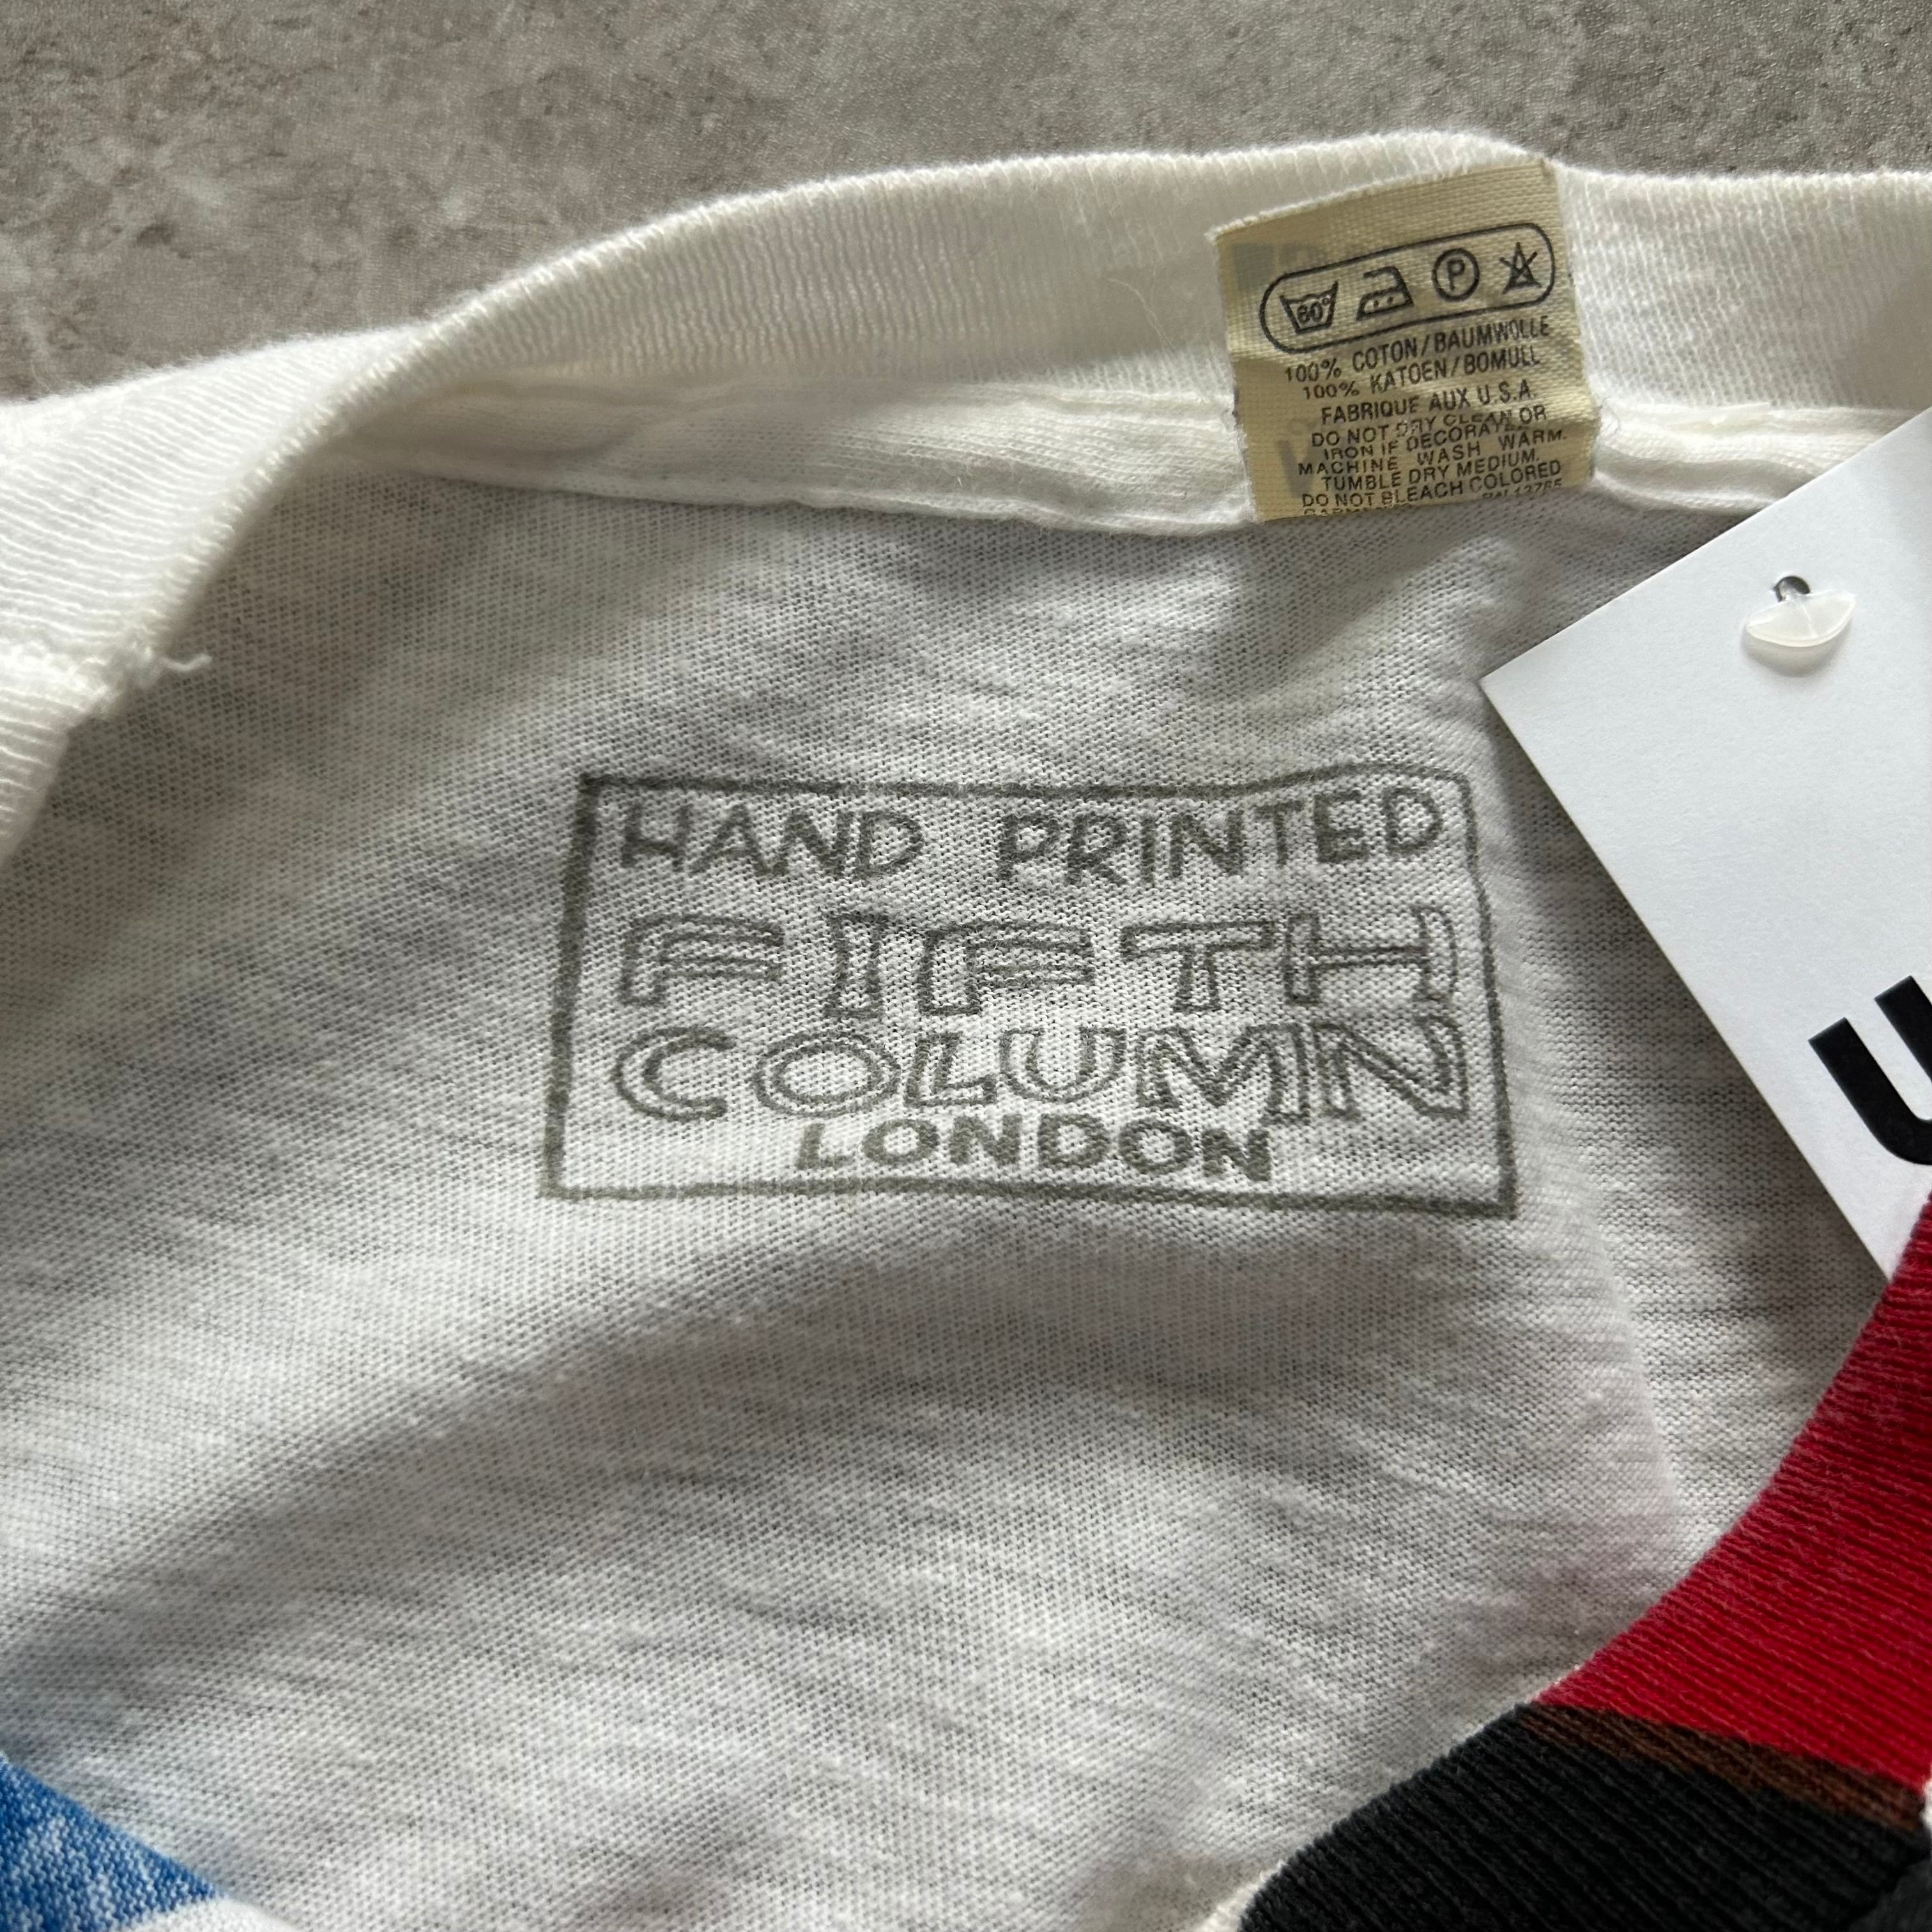 60°
P
100% COTON/BAUMWOLLE
100% KATOEN/BOMULL
FABRIQUE AUX U.S.A.
DO NOT DRY CLEAN OR
IRON IF DECORATED
MACHINE WASH WARM.
TUMBLE DRY MEDIUM.
DO NOT BLEACH COLORED
HAND PRINTED
FIFTH
COLUMN
LONDON
U